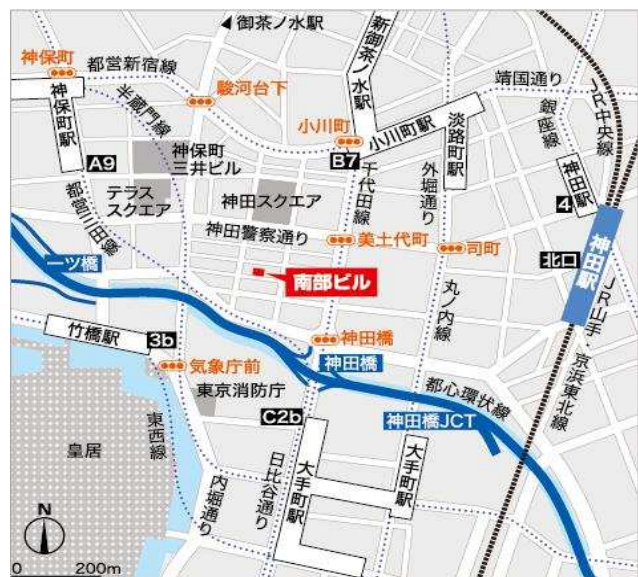 御茶ノ水駅
神保町
都営新宿線
駿河台下
新御茶ノ水駅
靖国通り
JR中央線
銀座線
神保町駅
半蔵門線
小川町
小川町駅
淡路町駅
A9
神保町
三井ビル
B7
千代田線
外堀通り
神田駅
テラス
スクエア
神田スクエア
4
都営三田線
神田警察通り
美土代町
司町
北口
神田駅
一ツ橋
南部ビル
丸ノ内線
JR山手・京浜東北線
竹橋駅
3b
気象庁前
神田橋
神田橋
都心環状線
東京消防庁
C2b
神田橋JCT
皇居
東西線
内堀通り
日比谷通り
大手町駅
大手町駅
N
0 200m